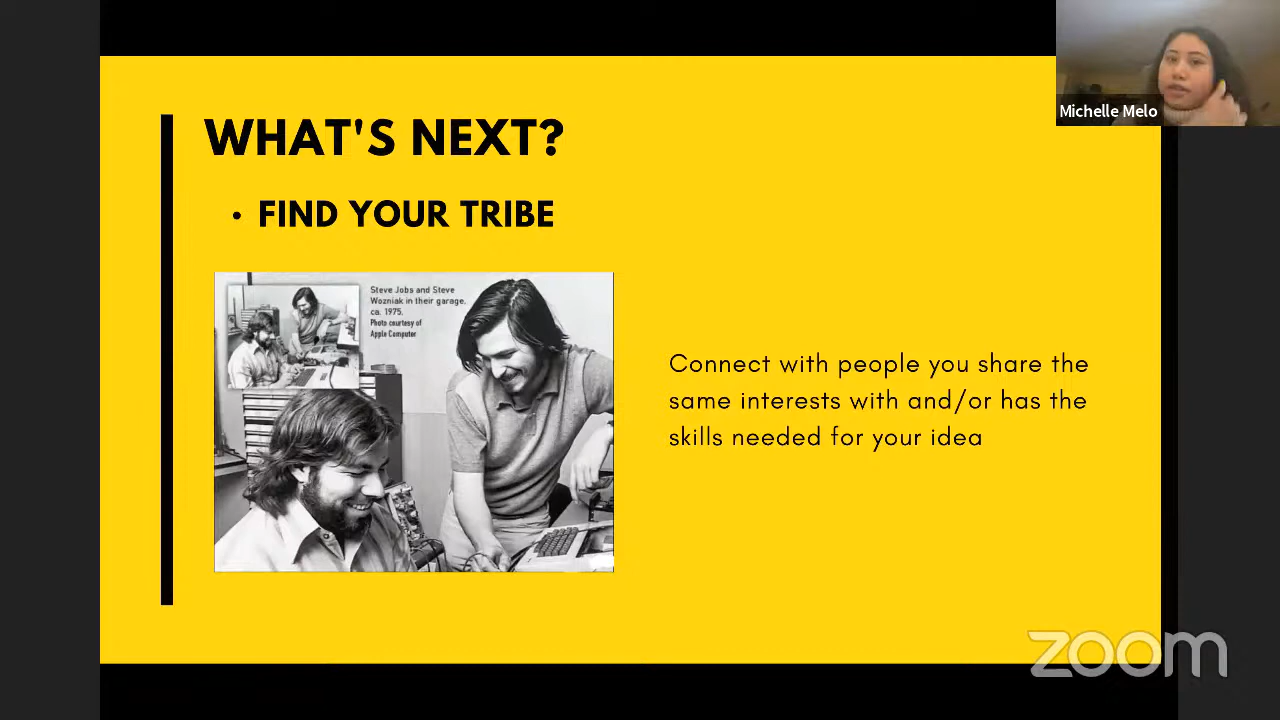 Michelle Melo
WHAT'S NEXT?
• FIND YOUR TRIBE
Steve Jobs and Steve
Wozniak in their garage,
ca. 1975.
Photo courtesy of
Apple Computer
Connect with people you share the
same interests with and/or has the
skills needed for your idea
zoom